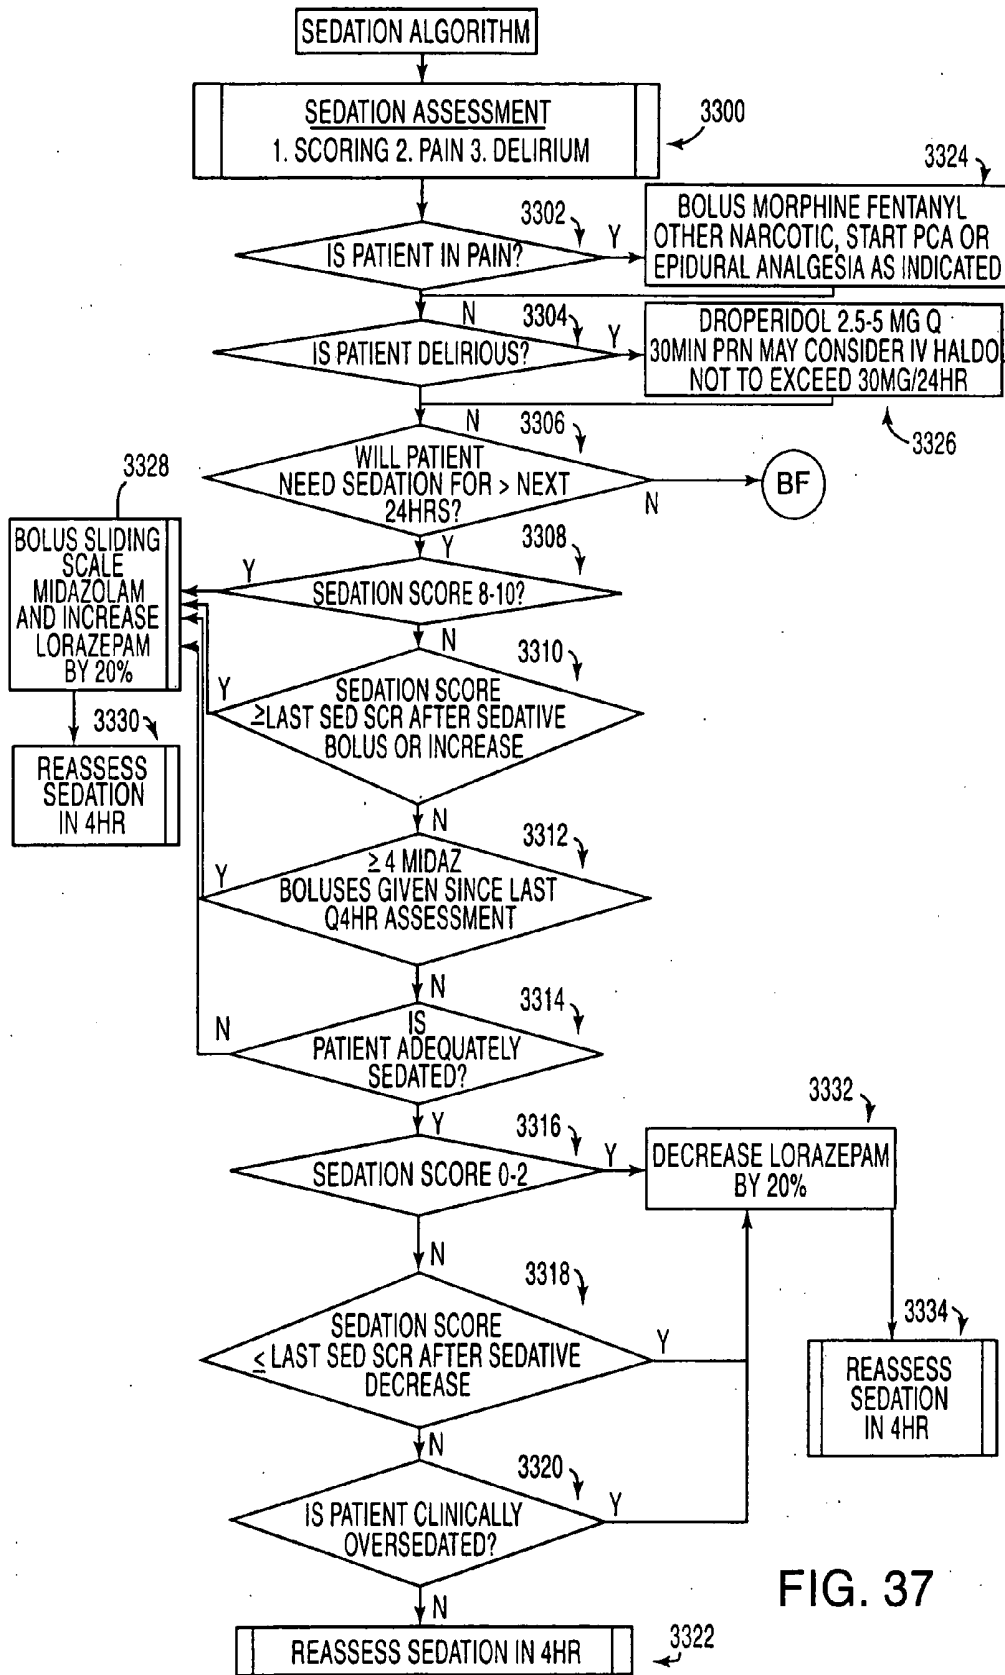 SEDATION ALGORITHM
SEDATION ASSESSMENT
1. SCORING 2. PAIN 3. DELIRIUM
3300
3302
IS PATIENT IN PAIN?
Y
N
3324
BOLUS MORPHINE FENTANYL
OTHER NARCOTIC, START PCA OR
EPIDURAL ANALGESIA AS INDICATED
3304
IS PATIENT DELIRIOUS?
Y
N
DROPERIDOL 2.5-5 MG Q
30MIN PRN MAY CONSIDER IV HALDO
NOT TO EXCEED 30MG/24HR
3326
3306
WILL PATIENT
NEED SEDATION FOR > NEXT
24HRS?
N
BF
Y
3308
SEDATION SCORE 8-10?
Y
N
3328
BOLUS SLIDING
SCALE
MIDAZOLAM
AND INCREASE
LORAZEPAM
BY 20%
3330
REASSESS
SEDATION
IN 4HR
3310
SEDATION SCORE
≥LAST SED SCR AFTER SEDATIVE
BOLUS OR INCREASE
Y
N
3312
≥ 4 MIDAZ
BOLUSES GIVEN SINCE LAST
Q4HR ASSESSMENT
Y
N
3314
IS
PATIENT ADEQUATELY
SEDATED?
N
Y
3316
SEDATION SCORE 0-2
Y
N
3332
DECREASE LORAZEPAM
BY 20%
3334
REASSESS
SEDATION
IN 4HR
3318
SEDATION SCORE
≤ LAST SED SCR AFTER SEDATIVE
DECREASE
Y
N
3320
IS PATIENT CLINICALLY
OVERSEDATED?
Y
N
REASSESS SEDATION IN 4HR
3322
FIG. 37